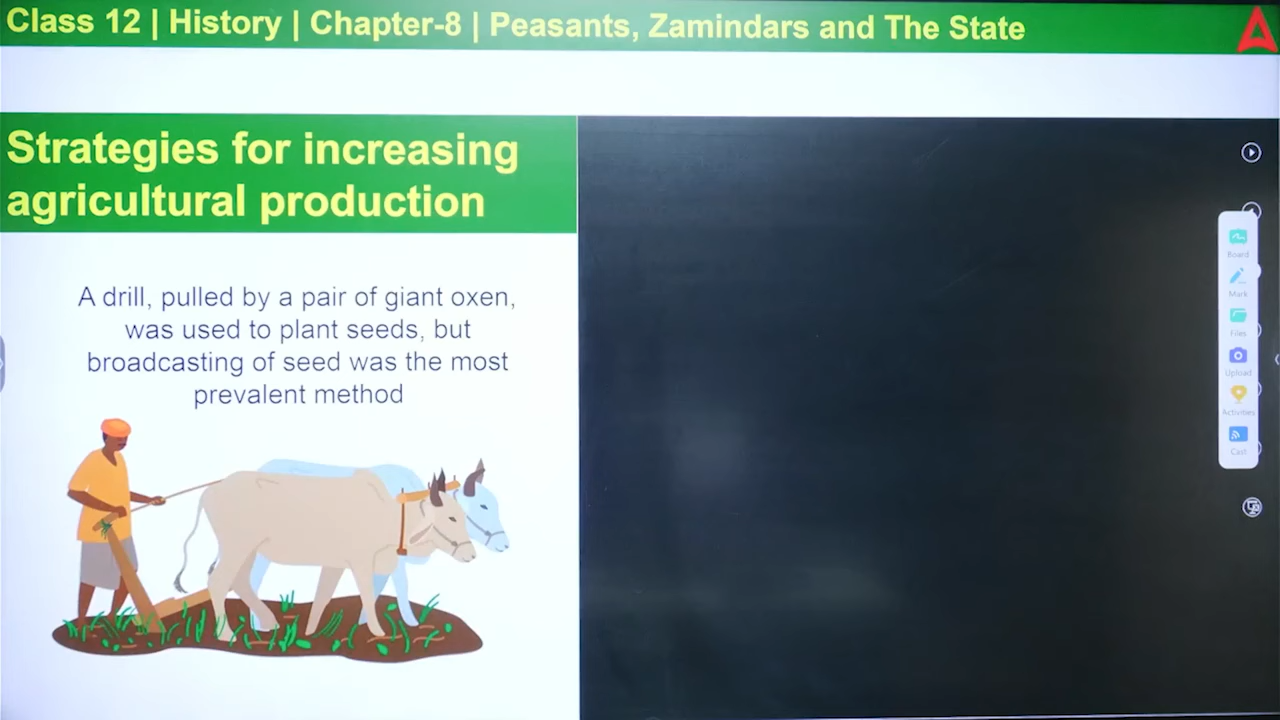 Class 12 | History | Chapter-8 | Peasants, Zamindars and The State
Strategies for increasing
agricultural production
A drill, pulled by a pair of giant oxen,
was used to plant seeds, but
broadcasting of seed was the most
prevalent method
Board
Mark
Files
Upload
Activities
Cast